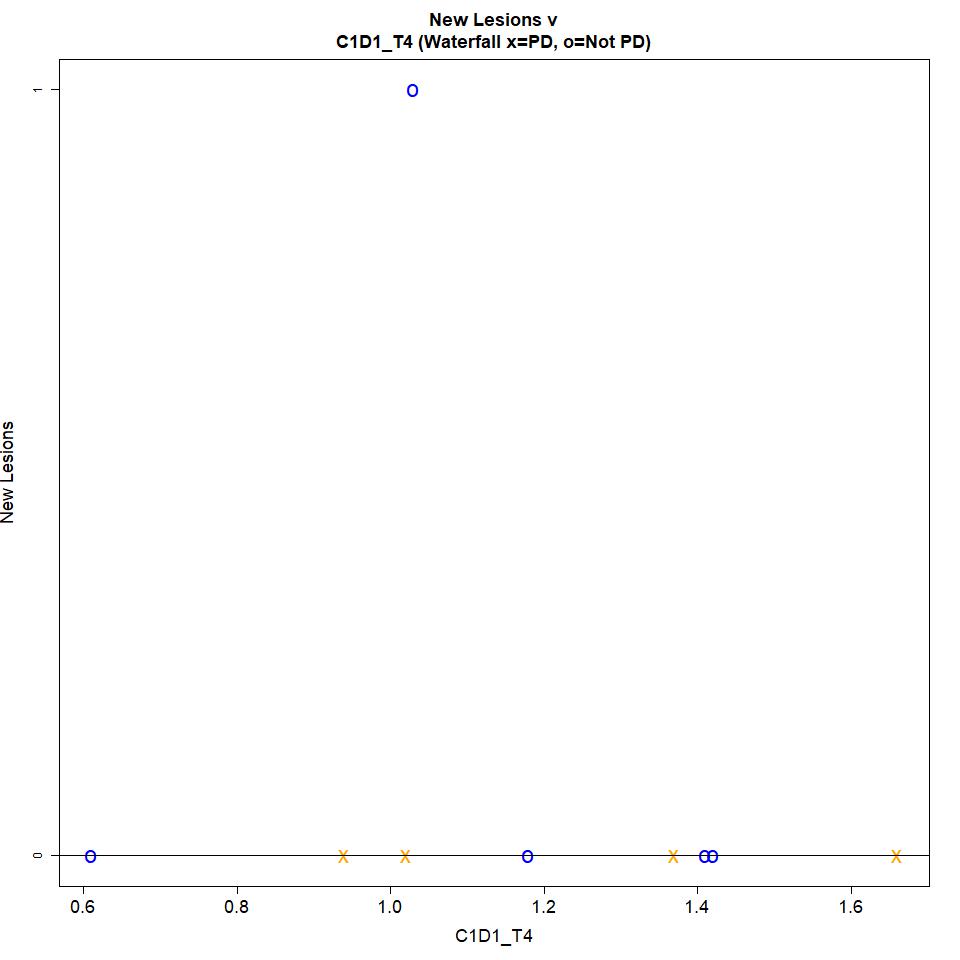 New Lesions v
C1D1_T4 (Waterfall x=PD, o=Not PD)
1
o
New Lesions
0
o x x o x o o x
0.6 0.8 1.0 1.2 1.4 1.6
C1D1_T4